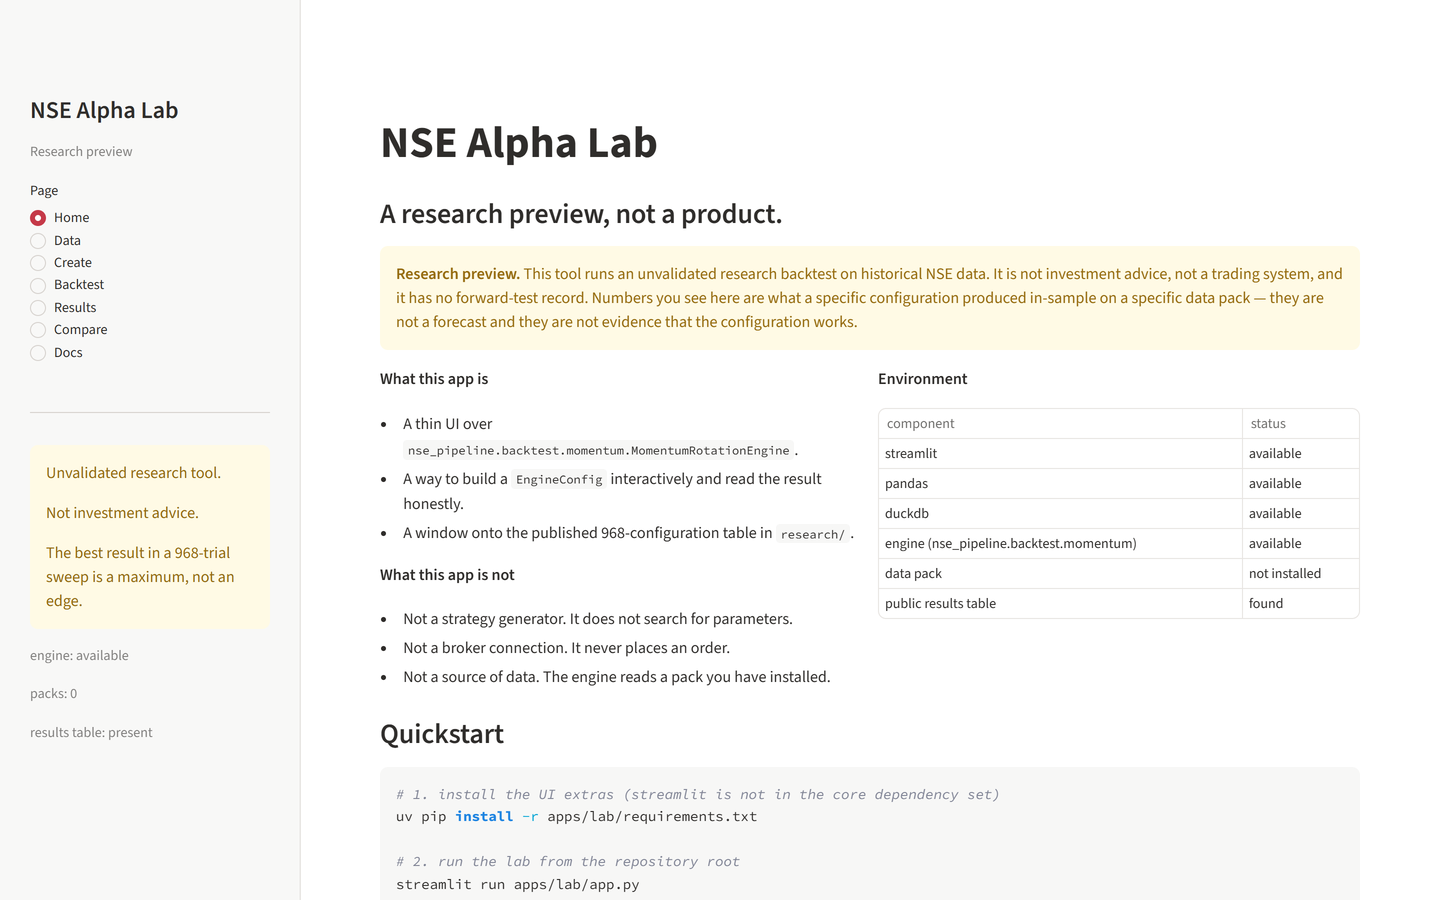 NSE Alpha Lab
Research preview
Page
Home
Data
Create
Backtest
Results
Compare
Docs
Unvalidated research tool.
Not investment advice.
The best result in a 968-trial
sweep is a maximum, not an
edge.
engine: available
packs: 0
results table: present
NSE Alpha Lab
A research preview, not a product.
Research preview. This tool runs an unvalidated research backtest on historical NSE data. It is not investment advice, not a trading system, and
it has no forward-test record. Numbers you see here are what a specific configuration produced in-sample on a specific data pack — they are
not a forecast and they are not evidence that the configuration works.
What this app is
• A thin UI over
nse_pipeline.backtest.momentum.MomentumRotationEngine .
• A way to build a EngineConfig interactively and read the result
honestly.
• A window onto the published 968-configuration table in research/ .
What this app is not
• Not a strategy generator. It does not search for parameters.
• Not a broker connection. It never places an order.
• Not a source of data. The engine reads a pack you have installed.
Environment
component status
streamlit available
pandas available
duckdb available
engine (nse_pipeline.backtest.momentum) available
data pack not installed
public results table found
Quickstart
# 1. install the UI extras (streamlit is not in the core dependency set)
uv pip install -r apps/lab/requirements.txt
# 2. run the lab from the repository root
streamlit run apps/lab/app.py